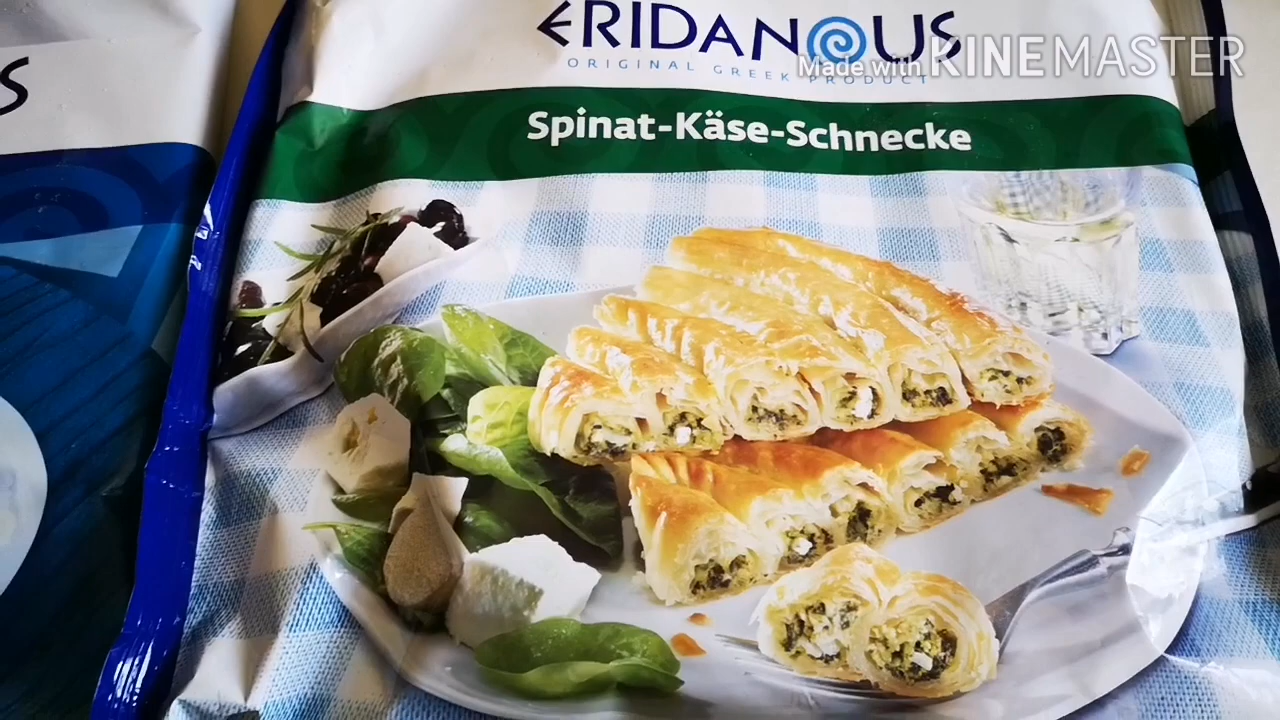 ERIDANOUS
ORIGINAL GREEK PRODUCT
Made with KINEMASTER
Spinat-Käse-Schnecke
S